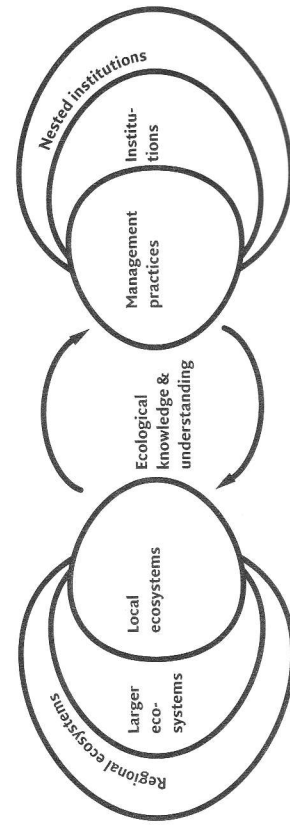 Regional ecosystems
Larger
eco-
systems
Local
ecosystems
Ecological
knowledge &
understanding
Management
practices
Institu-
tions
Nested institutions